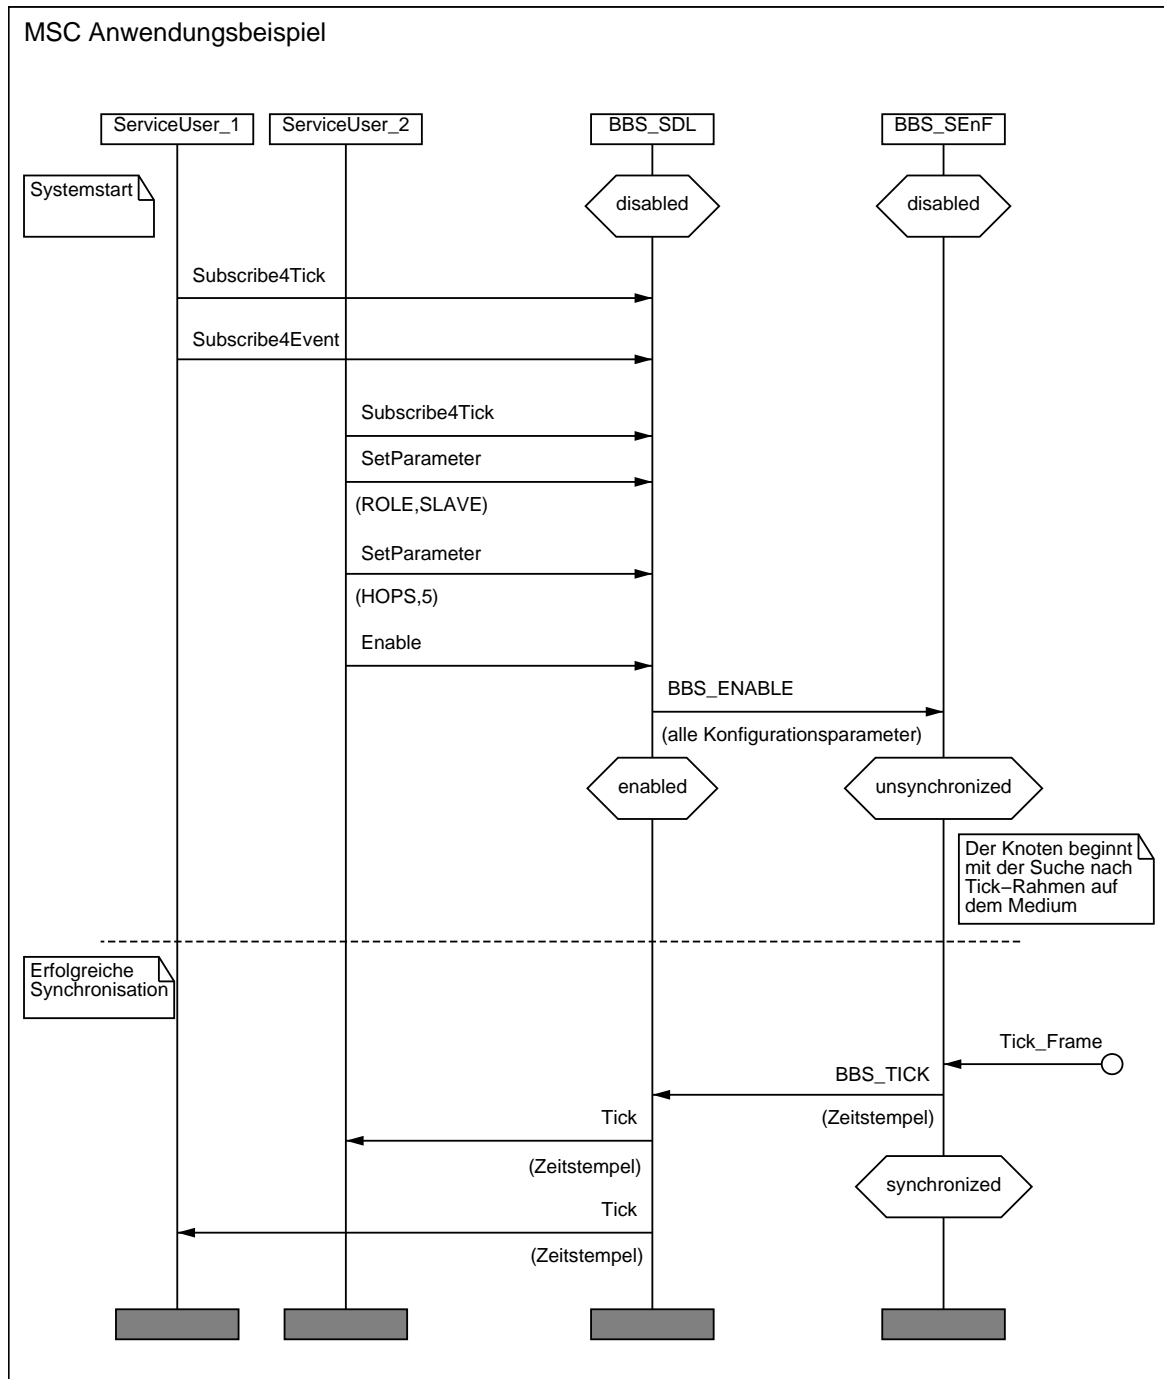 MSC Anwendungsbeispiel
ServiceUser_1
ServiceUser_2
BBS_SDL
BBS_SEnF
Systemstart
disabled
disabled
Subscribe4Tick
Subscribe4Event
Subscribe4Tick
SetParameter
(ROLE,SLAVE)
SetParameter
(HOPS,5)
Enable
BBS_ENABLE
(alle Konfigurationsparameter)
enabled
unsynchronized
Der Knoten beginnt
mit der Suche nach
Tick−Rahmen auf
dem Medium
Erfolgreiche
Synchronisation
Tick_Frame
BBS_TICK
(Zeitstempel)
Tick
(Zeitstempel)
synchronized
Tick
(Zeitstempel)